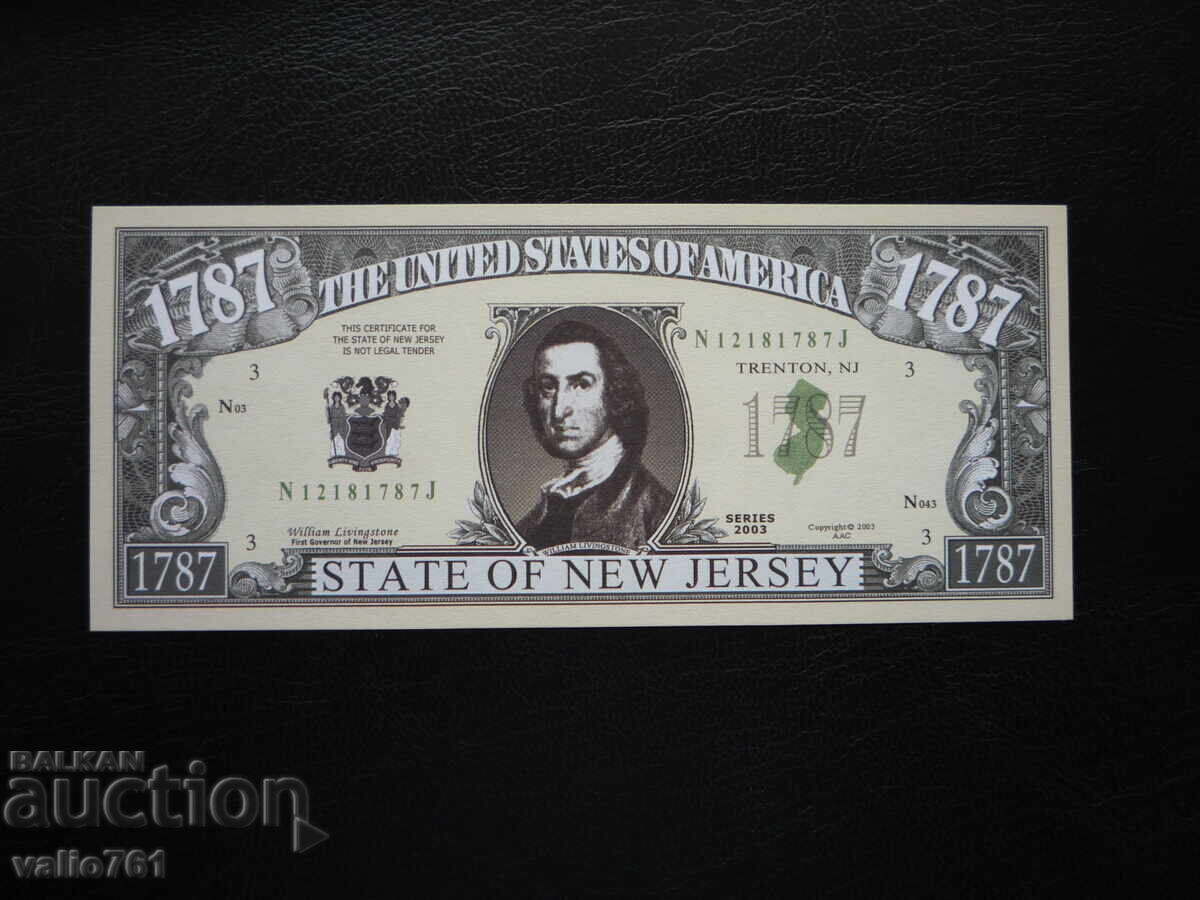 THE UNITED STATES OF AMERICA
1787
1787
THIS CERTIFICATE FOR
THE STATE OF NEW JERSEY
IS NOT LEGAL TENDER
N12181787J
TRENTON, NJ
3
3
N03
1787
N12181787J
N043
William Livingstone
First Governor of New Jersey
SERIES
2003
Copyright © 2003
AAC
3
3
WILLIAM LIVINGSTONE
1787
STATE OF NEW JERSEY
1787
BALKAN
auction
valio761